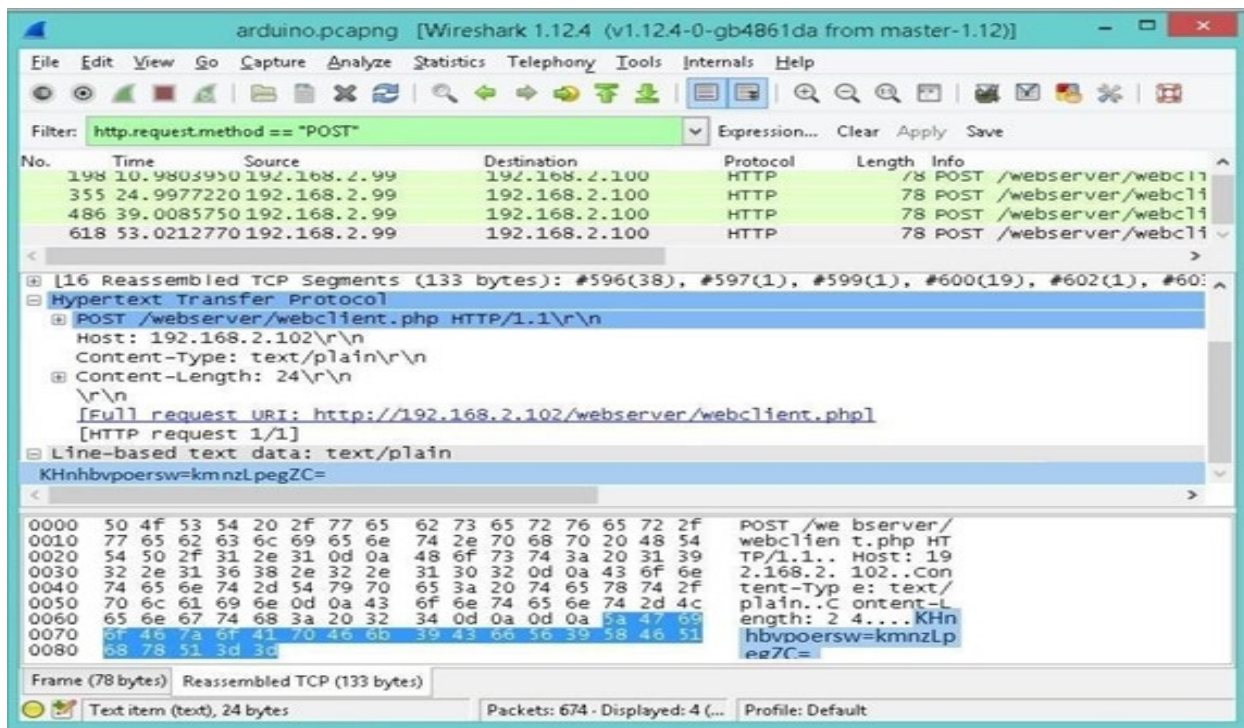 arduino.pcapng [Wireshark 1.12.4 (v1.12.4-0-gb4861da from master-1.12)]
File Edit View Go Capture Analyze Statistics Telephony Tools Internals Help
Filter: http.request.method == "POST" Expression... Clear Apply Save
No. Time Source Destination Protocol Length Info
198 10.9803950 192.168.2.99 192.168.2.100 HTTP 78 POST /webserver/webcli
355 24.9977220 192.168.2.99 192.168.2.100 HTTP 78 POST /webserver/webcli
486 39.0085750 192.168.2.99 192.168.2.100 HTTP 78 POST /webserver/webcli
618 53.0212770 192.168.2.99 192.168.2.100 HTTP 78 POST /webserver/webcli
[16 Reassembled TCP Segments (133 bytes): #596(38), #597(1), #599(1), #600(19), #602(1), #603
Hypertext Transfer Protocol
POST /webserver/webclient.php HTTP/1.1\r\n
Host: 192.168.2.102\r\n
Content-Type: text/plain\r\n
Content-Length: 24\r\n
\r\n
[Full request URI: http://192.168.2.102/webserver/webclient.php]
[HTTP request 1/1]
Line-based text data: text/plain
KHnhbvpoersw=kmnzLpegZC=
0000 50 4f 53 54 20 2f 77 65 62 73 65 72 76 65 72 2f POST /we bserver/
0010 77 65 62 63 6c 69 65 6e 74 2e 70 68 70 20 48 54 webclien t.php HT
0020 54 50 2f 31 2e 31 0d 0a 48 6f 73 74 3a 20 31 39 TP/1.1.. Host: 19
0030 32 2e 31 36 38 2e 32 2e 31 30 32 0d 0a 43 6f 6e 2.168.2. 102..Con
0040 74 65 6e 74 2d 54 79 70 65 3a 20 74 65 78 74 2f tent-Typ e: text/
0050 70 6c 61 69 6e 0d 0a 43 6f 6e 74 65 6e 74 2d 4c plain..C ontent-L
0060 65 6e 67 74 68 3a 20 32 34 0d 0a 0d 0a 5a 47 69 ength: 2 4....KHn
0070 6f 46 7a 6f 41 70 46 6b 39 43 66 56 39 58 46 51 hbvpoersw=kmnzLp
0080 68 78 51 3d 3d egZC=
Frame (78 bytes) Reassembled TCP (133 bytes)
Text item (text), 24 bytes Packets: 674 · Displayed: 4 (... Profile: Default